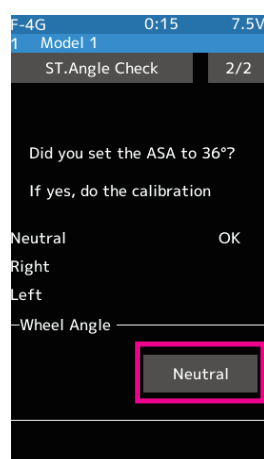 F-4G 0:15 7.5V
1 Model 1
ST.Angle Check 2/2
Did you set the ASA to 36°?
If yes, do the calibration
Neutral OK
Right
Left
Wheel Angle
Neutral